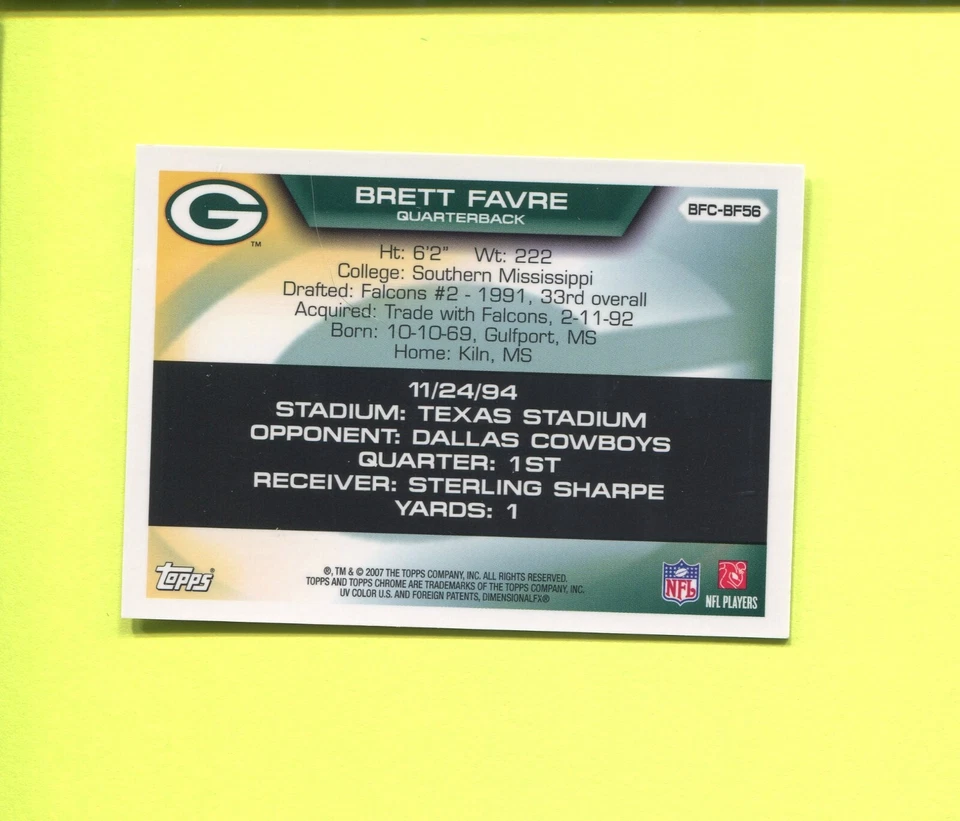 G
TM
BRETT FAVRE
QUARTERBACK
BFC-BF56
Ht: 6'2" Wt: 222
College: Southern Mississippi
Drafted: Falcons #2 - 1991, 33rd overall
Acquired: Trade with Falcons, 2-11-92
Born: 10-10-69, Gulfport, MS
Home: Kiln, MS
11/24/94
STADIUM: TEXAS STADIUM
OPPONENT: DALLAS COWBOYS
QUARTER: 1ST
RECEIVER: STERLING SHARPE
YARDS: 1
topps®
®, TM & © 2007 THE TOPPS COMPANY, INC. ALL RIGHTS RESERVED.
TOPPS AND TOPPS CHROME ARE TRADEMARKS OF THE TOPPS COMPANY, INC.
UV COLOR U.S. AND FOREIGN PATENTS, DIMENSIONALFX®
NFL
NFL PLAYERS